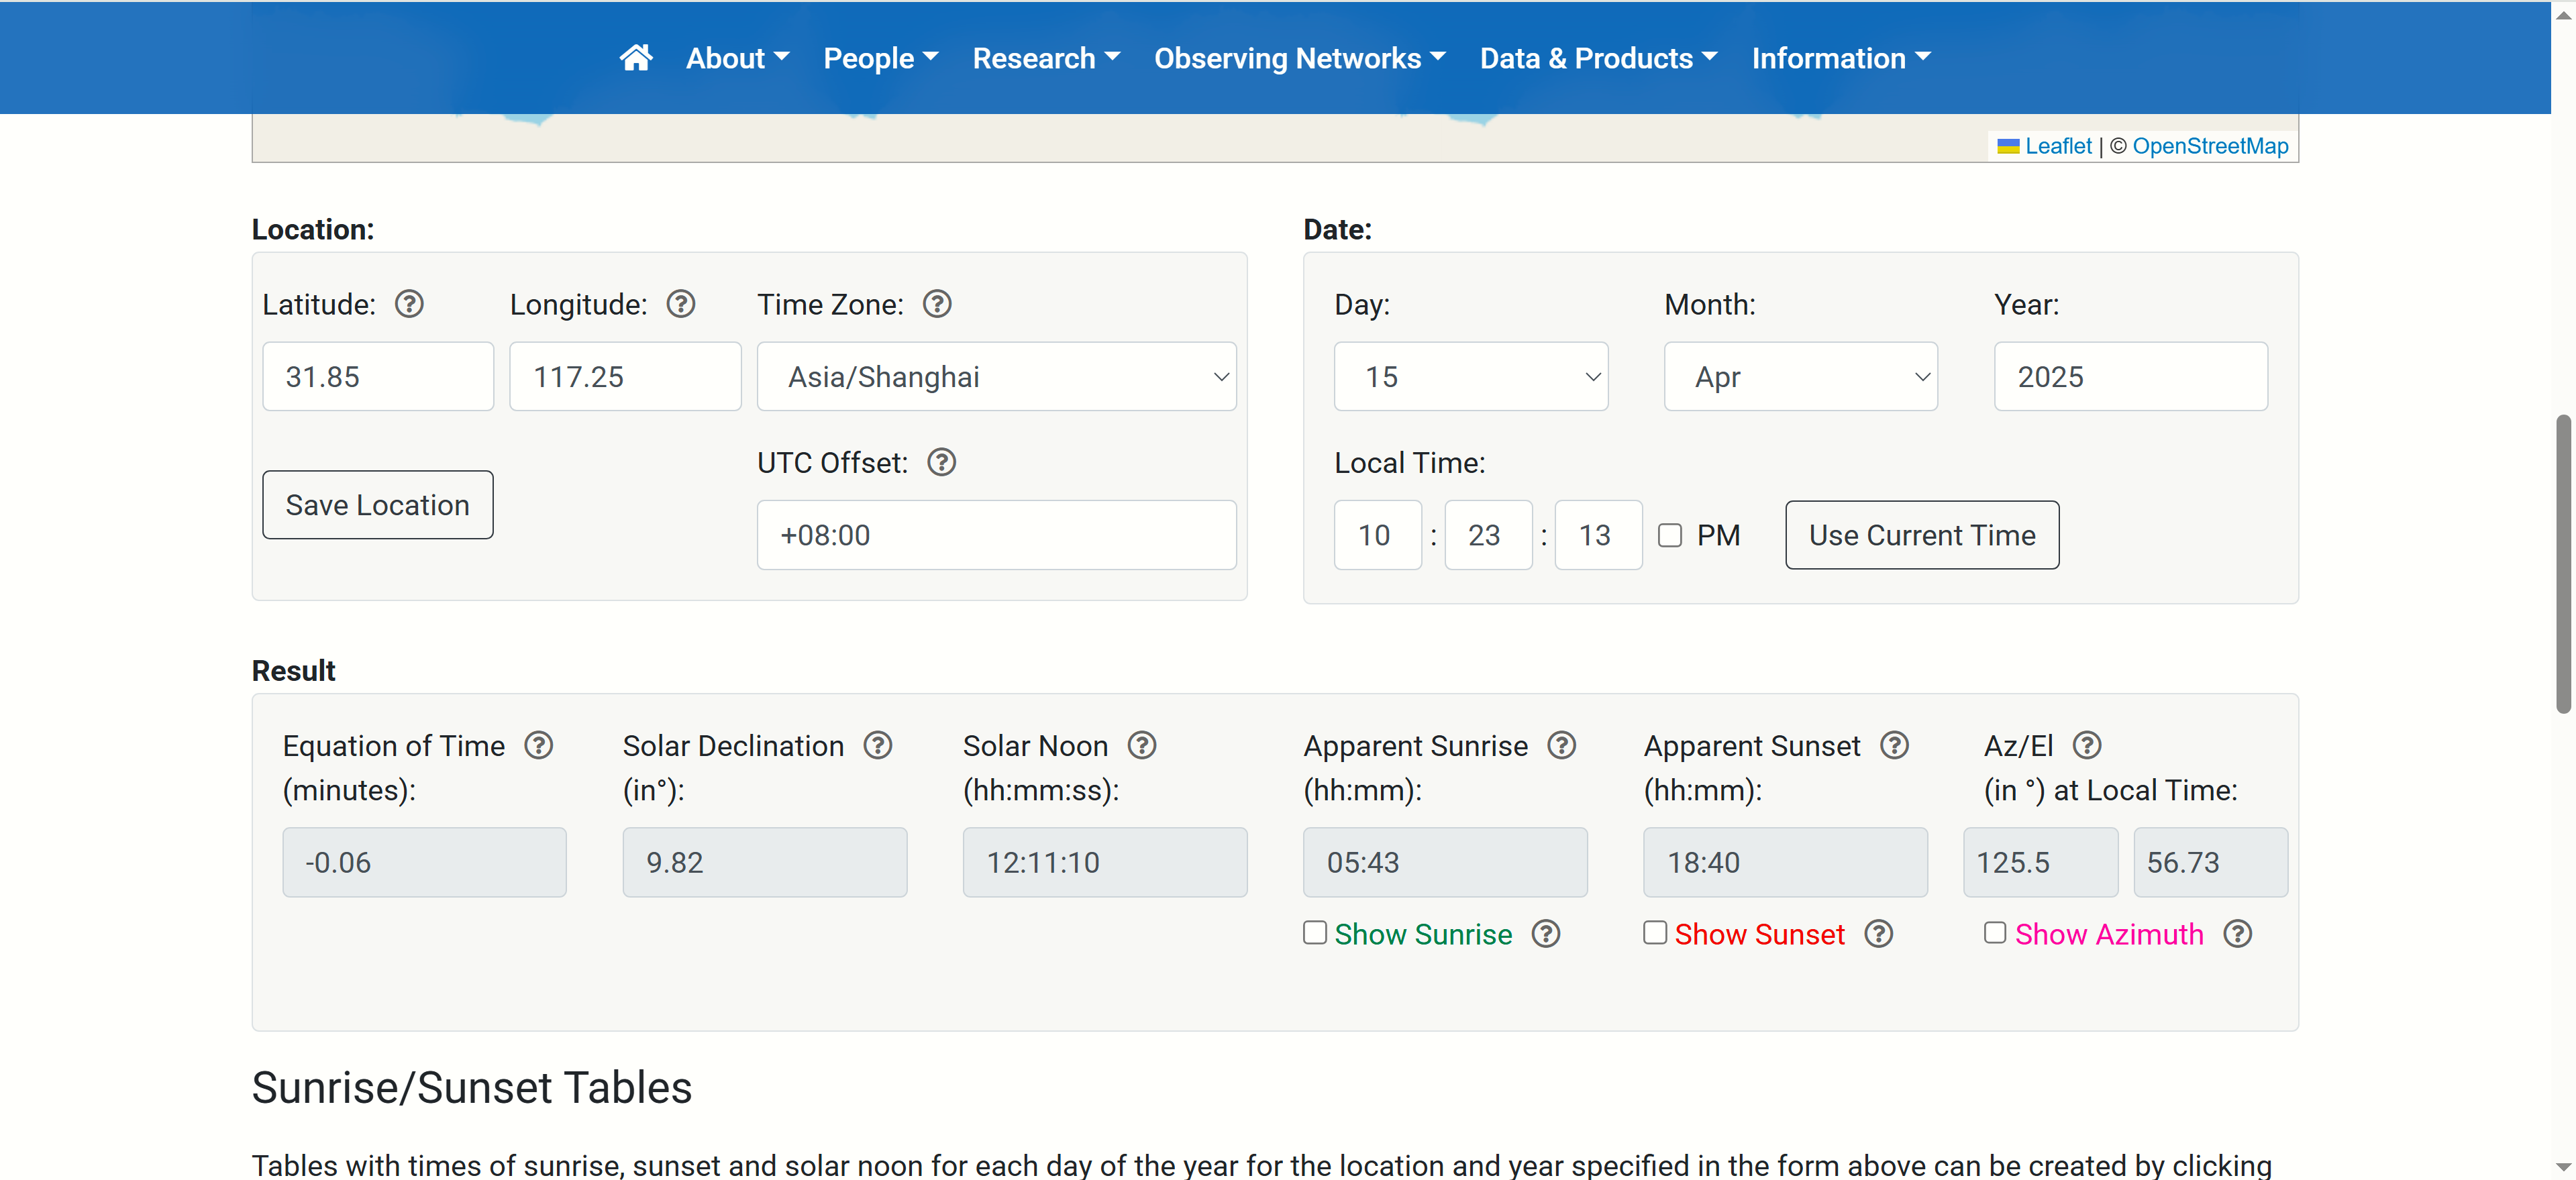 About People Research Observing Networks Data & Products Information
Leaflet | © OpenStreetMap
Location:
Latitude: Longitude: Time Zone:
31.85 117.25 Asia/Shanghai
UTC Offset:
Save Location
+08:00
Date:
Day: Month: Year:
15 Apr 2025
Local Time:
10 : 23 : 13 PM Use Current Time
Result
Equation of Time
(minutes):
-0.06
Solar Declination
(in°):
9.82
Solar Noon
(hh:mm:ss):
12:11:10
Apparent Sunrise
(hh:mm):
05:43
Show Sunrise
Apparent Sunset
(hh:mm):
18:40
Show Sunset
Az/El
(in °) at Local Time:
125.5 56.73
Show Azimuth
Sunrise/Sunset Tables
Tables with times of sunrise, sunset and solar noon for each day of the year for the location and year specified in the form above can be created by clicking